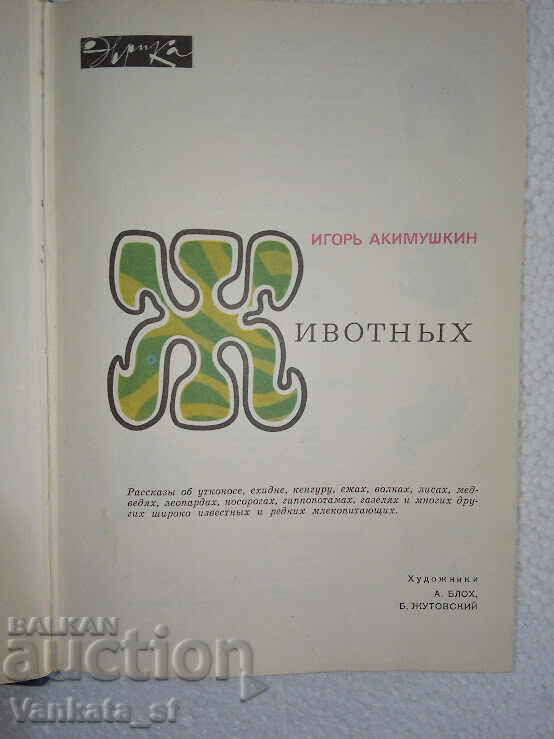 Эврика
ИГОРЬ АКИМУШКИН
ЖИВОТНЫХ
Рассказы об утконосе, ехидне, кенгуру, ежах, волках, лисах, мед-
ведях, леопардах, носорогах, гиппопотамах, газелях и многих дру-
гих широко известных и редких млекопитающих.
Художники
А. БЛОХ,
Б. ЖУТОВСКИЙ
BALKAN
auction
Vankata_sf